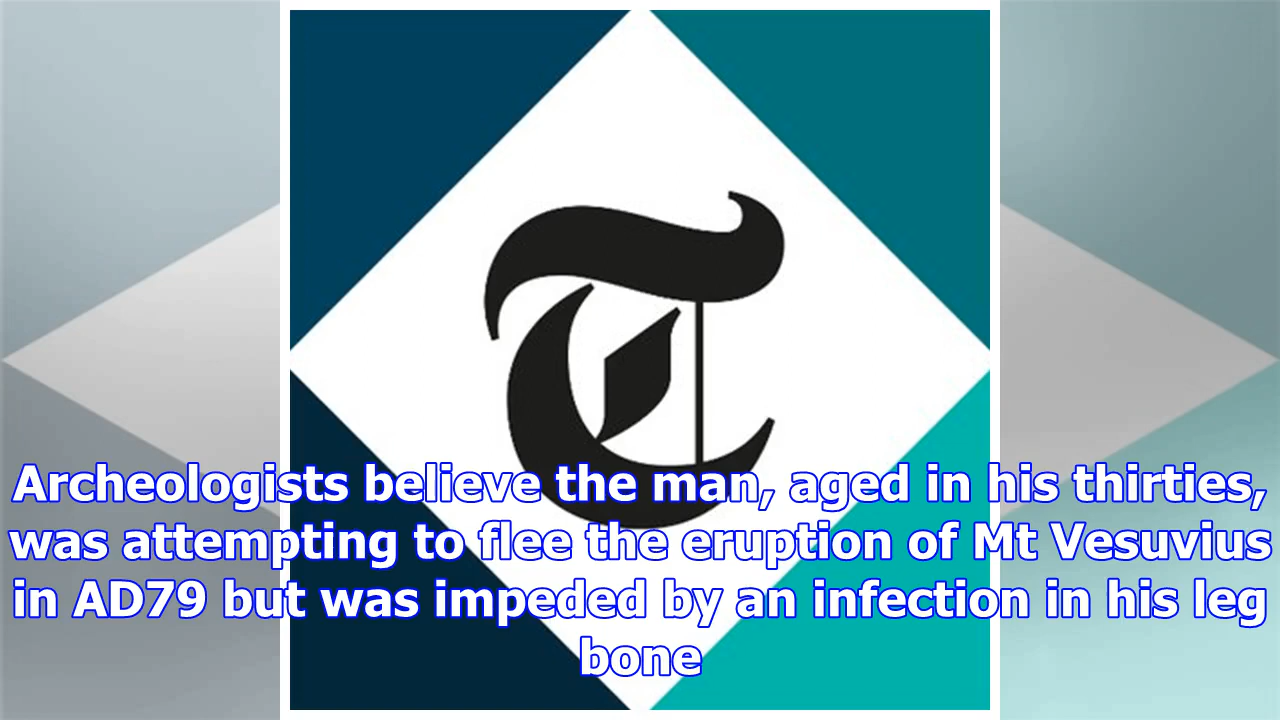 T
Archeologists believe the man, aged in his thirties,
was attempting to flee the eruption of Mt Vesuvius
in AD79 but was impeded by an infection in his leg
bone